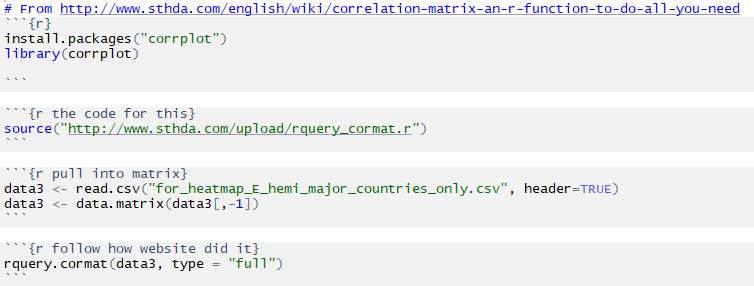 # From http://www.sthda.com/english/wiki/correlation-matrix-an-r-function-to-do-all-you-need
```{r}
install.packages("corrplot")
library(corrplot)
```
```{r the code for this}
source("http://www.sthda.com/upload/rquery_cormat.r")
```
```{r pull into matrix}
data3 <- read.csv("for_heatmap_E_hemi_major_countries_only.csv", header=TRUE)
data3 <- data.matrix(data3[,-1])
```
```{r follow how website did it}
rquery.cormat(data3, type = "full")
```